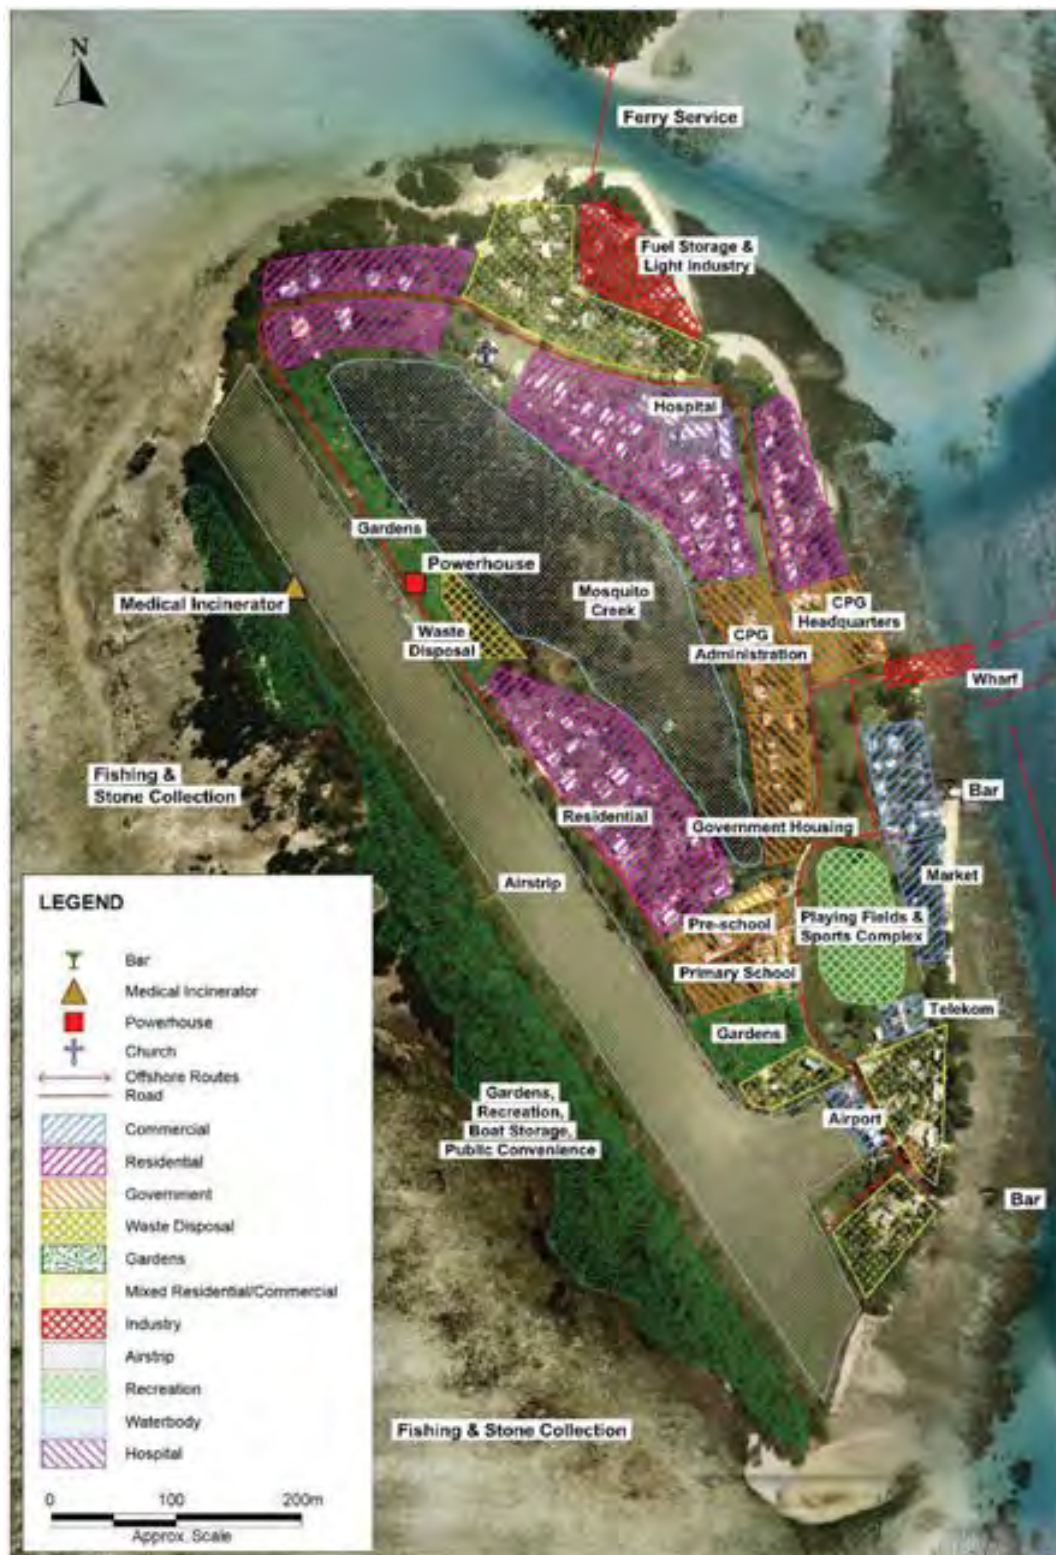 N
Ferry Service
Fuel Storage &
Light Industry
Hospital
Gardens
Powerhouse
Medical Incinerator
Mosquito
Creek
CPG
Headquarters
Waste
Disposal
CPG
Administration
Wharf
Fishing &
Stone Collection
Residential
Bar
Government Housing
Airstrip
Market
Pre-school
Playing Fields &
Sports Complex
Primary School
Telekom
Gardens
Gardens,
Recreation,
Boat Storage,
Public Convenience
Airport
Bar
Fishing & Stone Collection
LEGEND
Bar
Medical Incinerator
Powerhouse
Church
Offshore Routes
Road
Commercial
Residential
Government
Waste Disposal
Gardens
Mixed Residential/Commercial
Industry
Airstrip
Recreation
Waterbody
Hospital
0 100 200m
Approx. Scale